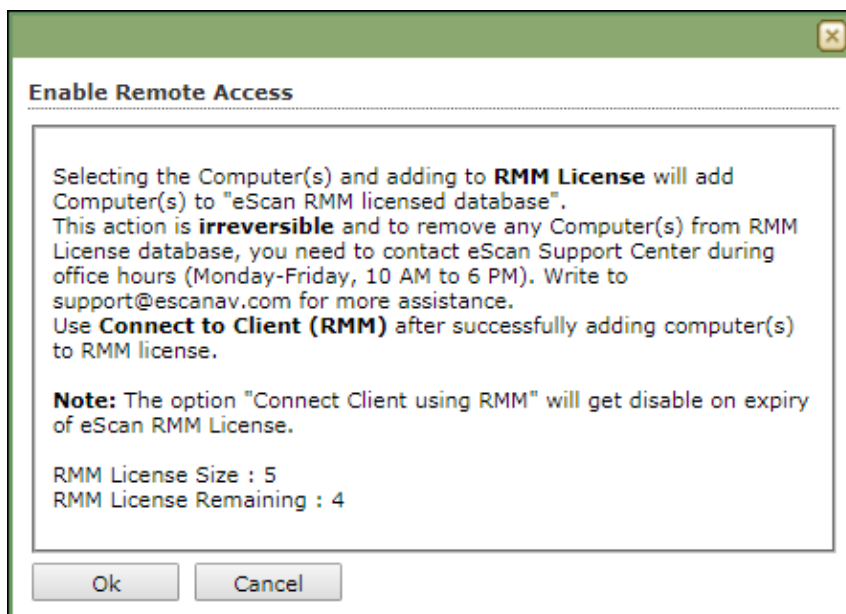 Enable Remote Access
Selecting the Computer(s) and adding to RMM License will add
Computer(s) to "eScan RMM licensed database".
This action is irreversible and to remove any Computer(s) from RMM
License database, you need to contact eScan Support Center during
office hours (Monday-Friday, 10 AM to 6 PM). Write to
support@escanav.com for more assistance.
Use Connect to Client (RMM) after successfully adding computer(s)
to RMM license.
Note: The option "Connect Client using RMM" will get disable on expiry
of eScan RMM License.
RMM License Size : 5
RMM License Remaining : 4
Ok Cancel